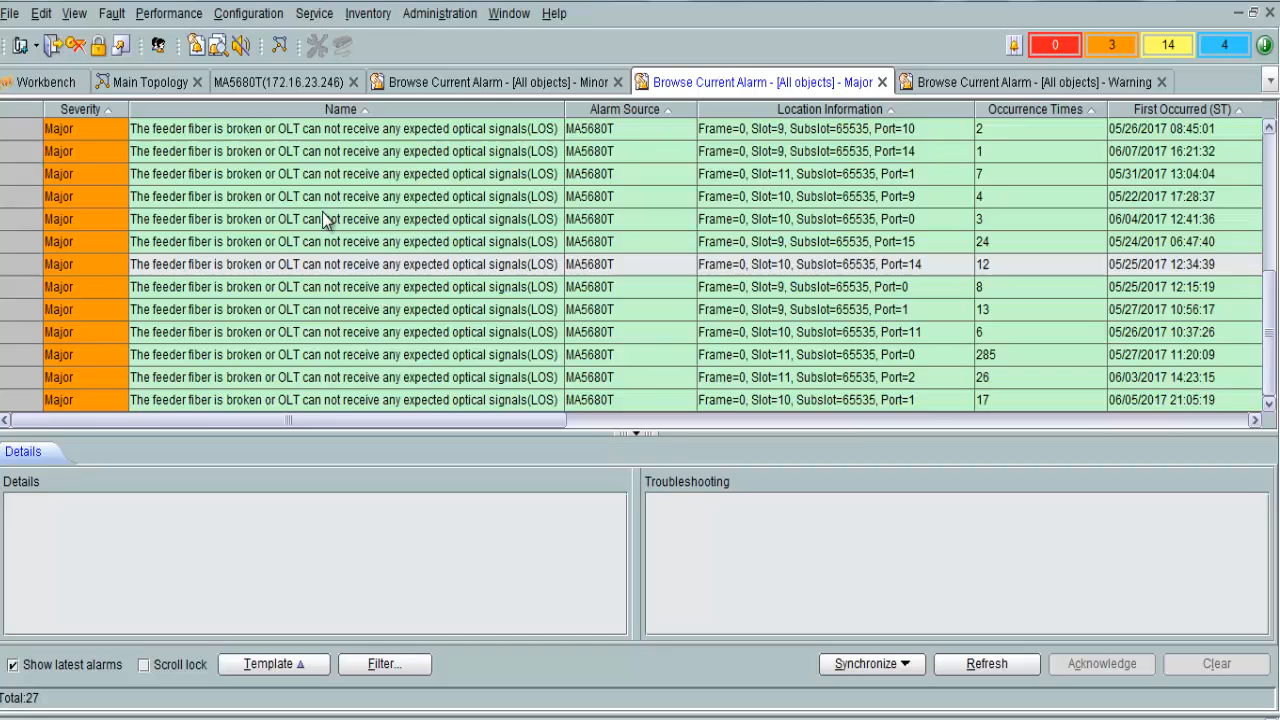 File Edit View Fault Performance Configuration Service Inventory Administration Window Help
0 3 14 4
Workbench Main Topology MA5680T(172.16.23.246) Browse Current Alarm - [All objects] - Minor Browse Current Alarm - [All objects] - Major Browse Current Alarm - [All objects] - Warning
Severity Name Alarm Source Location Information Occurrence Times First Occurred (ST)
Major The feeder fiber is broken or OLT can not receive any expected optical signals(LOS) MA5680T Frame=0, Slot=9, Subslot=65535, Port=10 2 05/26/2017 08:45:01
Major The feeder fiber is broken or OLT can not receive any expected optical signals(LOS) MA5680T Frame=0, Slot=9, Subslot=65535, Port=14 1 06/07/2017 16:21:32
Major The feeder fiber is broken or OLT can not receive any expected optical signals(LOS) MA5680T Frame=0, Slot=11, Subslot=65535, Port=1 7 05/31/2017 13:04:04
Major The feeder fiber is broken or OLT can not receive any expected optical signals(LOS) MA5680T Frame=0, Slot=10, Subslot=65535, Port=9 4 05/22/2017 17:28:37
Major The feeder fiber is broken or OLT can not receive any expected optical signals(LOS) MA5680T Frame=0, Slot=10, Subslot=65535, Port=0 3 06/04/2017 12:41:36
Major The feeder fiber is broken or OLT can not receive any expected optical signals(LOS) MA5680T Frame=0, Slot=9, Subslot=65535, Port=15 24 05/24/2017 06:47:40
Major The feeder fiber is broken or OLT can not receive any expected optical signals(LOS) MA5680T Frame=0, Slot=10, Subslot=65535, Port=14 12 05/25/2017 12:34:39
Major The feeder fiber is broken or OLT can not receive any expected optical signals(LOS) MA5680T Frame=0, Slot=9, Subslot=65535, Port=0 8 05/25/2017 12:15:19
Major The feeder fiber is broken or OLT can not receive any expected optical signals(LOS) MA5680T Frame=0, Slot=9, Subslot=65535, Port=1 13 05/27/2017 10:56:17
Major The feeder fiber is broken or OLT can not receive any expected optical signals(LOS) MA5680T Frame=0, Slot=10, Subslot=65535, Port=11 6 05/26/2017 10:37:26
Major The feeder fiber is broken or OLT can not receive any expected optical signals(LOS) MA5680T Frame=0, Slot=11, Subslot=65535, Port=0 285 05/27/2017 11:20:09
Major The feeder fiber is broken or OLT can not receive any expected optical signals(LOS) MA5680T Frame=0, Slot=11, Subslot=65535, Port=2 26 06/03/2017 14:23:15
Major The feeder fiber is broken or OLT can not receive any expected optical signals(LOS) MA5680T Frame=0, Slot=10, Subslot=65535, Port=1 17 06/05/2017 21:05:19
Details
Details Troubleshooting
Show latest alarms Scroll lock Template Filter... Synchronize Refresh Acknowledge Clear
Total:27